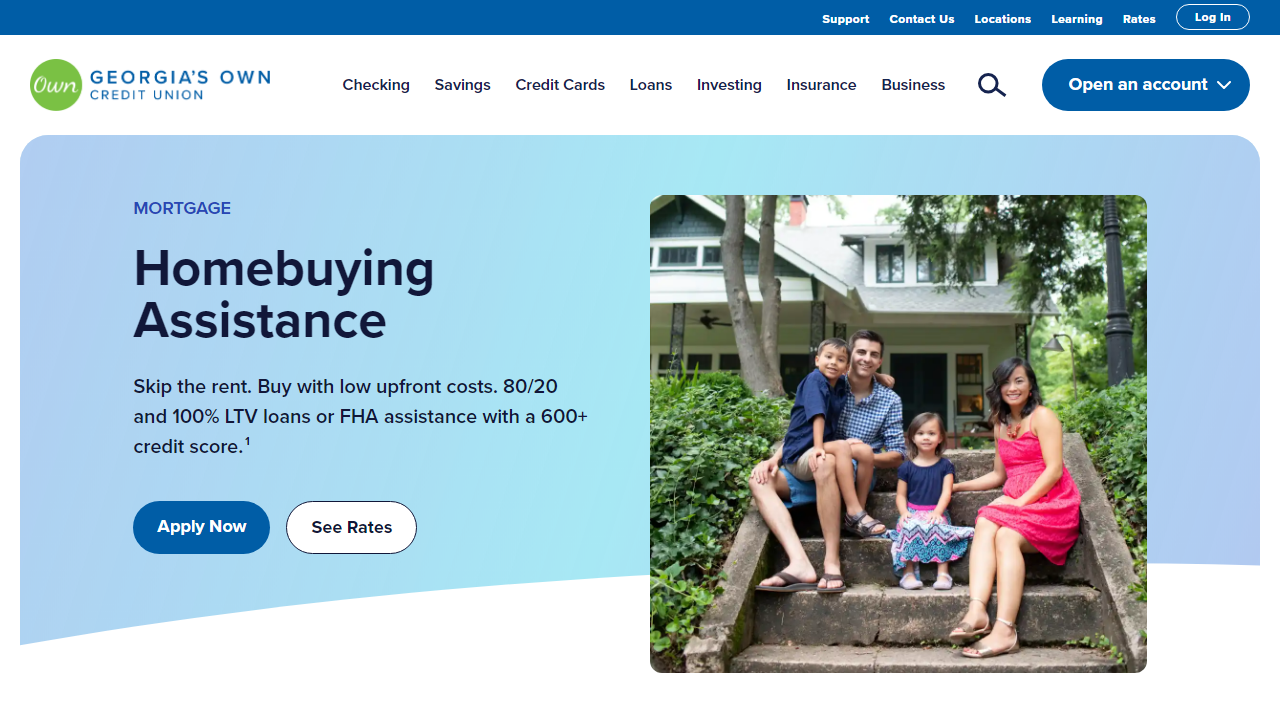 Support Contact Us Locations Learning Rates Log In
Own GEORGIA'S OWN
CREDIT UNION
Checking Savings Credit Cards Loans Investing Insurance Business Open an account
MORTGAGE
Homebuying
Assistance
Skip the rent. Buy with low upfront costs. 80/20
and 100% LTV loans or FHA assistance with a 600+
credit score.¹
Apply Now See Rates